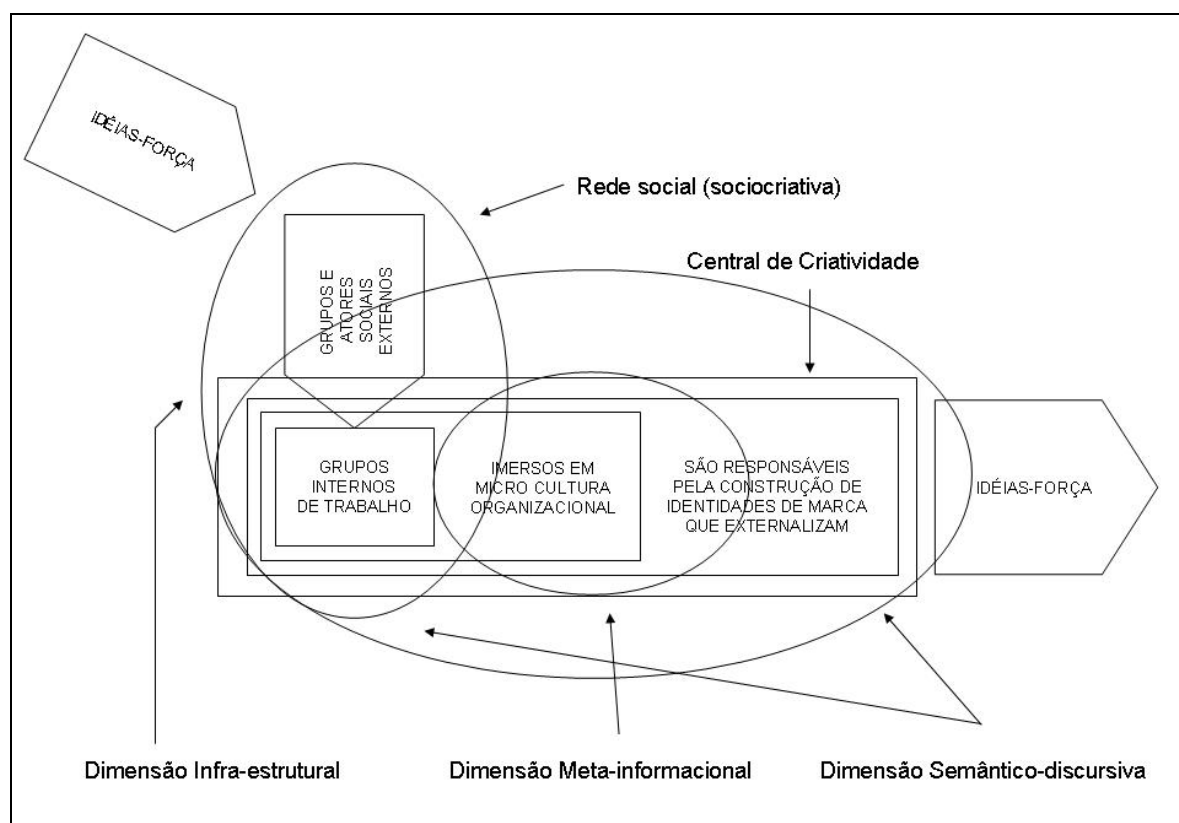 IDÉIAS-FORÇA
Rede social (sociocriativa)
GRUPOS E
ATORES
SOCIAIS
EXTERNOS
Central de Criatividade
GRUPOS
INTERNOS
DE TRABALHO
IMERSOS EM
MICRO CULTURA
ORGANIZACIONAL
SÃO RESPONSÁVEIS
PELA CONSTRUÇÃO DE
IDENTIDADES DE MARCA
QUE EXTERNALIZAM
IDÉIAS-FORÇA
Dimensão Infra-estrutural
Dimensão Meta-informacional
Dimensão Semântico-discursiva